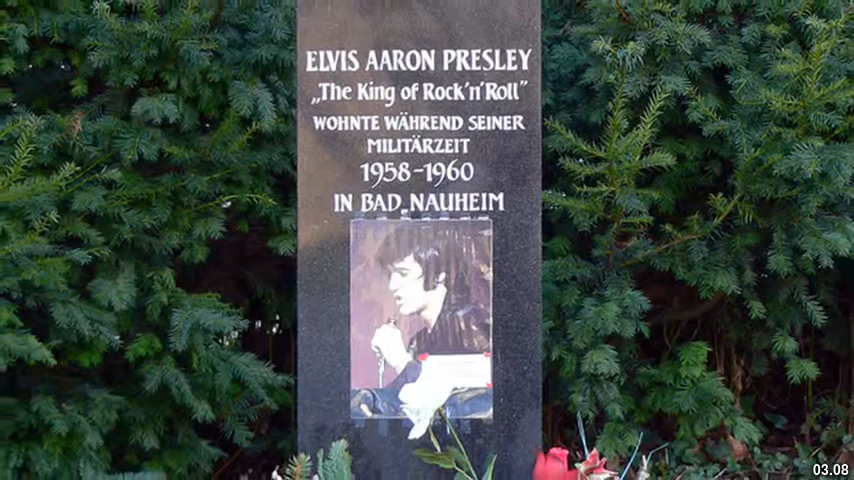 ELVIS AARON PRESLEY
„The King of Rock'n'Roll”
WOHNTE WÄHREND SEINER
MILITÄRZEIT
1958-1960
IN BAD NAUHEIM
03.08